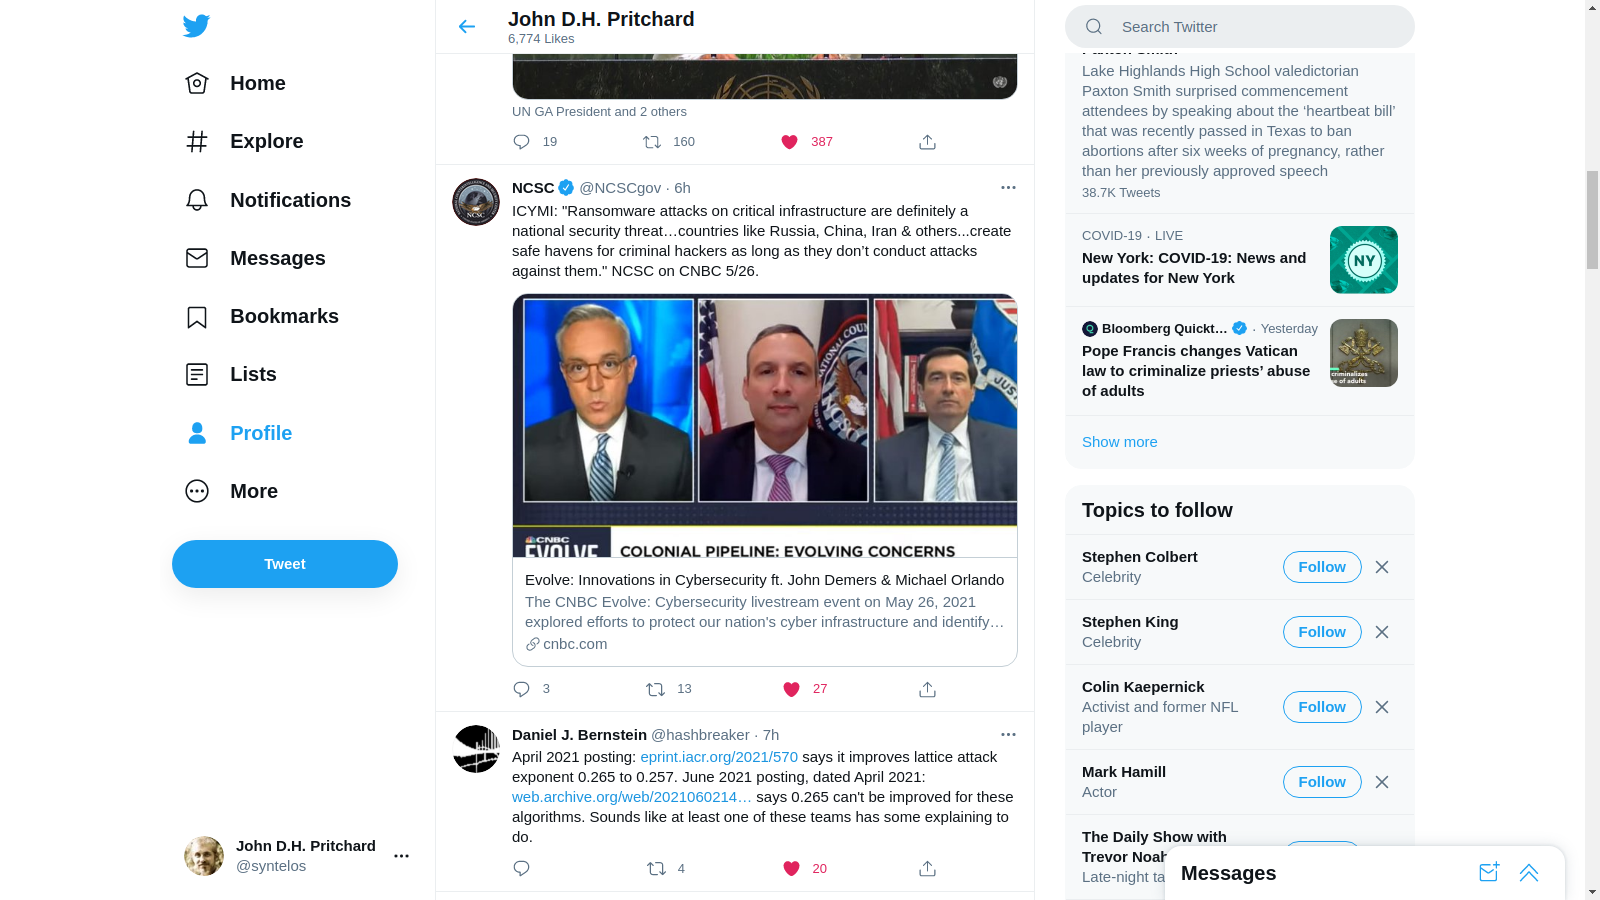 Home
Explore
Notifications
Messages
Bookmarks
Lists
Profile
More
Tweet
John D.H. Pritchard
@syntelos
John D.H. Pritchard
6,774 Likes
UN GA President and 2 others
19 160 387
NCSC @NCSCgov · 6h
ICYMI: "Ransomware attacks on critical infrastructure are definitely a
national security threat…countries like Russia, China, Iran & others...create
safe havens for criminal hackers as long as they don’t conduct attacks
against them." NCSC on CNBC 5/26.
NCSC
NATIONAL COUN
JUS
CNBC
EVOLVE
COLONIAL PIPELINE: EVOLVING CONCERNS
Evolve: Innovations in Cybersecurity ft. John Demers & Michael Orlando
The CNBC Evolve: Cybersecurity livestream event on May 26, 2021
explored efforts to protect our nation's cyber infrastructure and identify…
cnbc.com
3 13 27
Daniel J. Bernstein @hashbreaker · 7h
April 2021 posting: eprint.iacr.org/2021/570 says it improves lattice attack
exponent 0.265 to 0.257. June 2021 posting, dated April 2021:
web.archive.org/web/2021060214… says 0.265 can't be improved for these
algorithms. Sounds like at least one of these teams has some explaining to
do.
4 20
Search Twitter
Paxton Smith
Lake Highlands High School valedictorian
Paxton Smith surprised commencement
attendees by speaking about the ‘heartbeat bill’
that was recently passed in Texas to ban
abortions after six weeks of pregnancy, rather
than her previously approved speech
38.7K Tweets
COVID-19 · LIVE
New York: COVID-19: News and
updates for New York
NY
Bloomberg Quickt… · Yesterday
Pope Francis changes Vatican
law to criminalize priests’ abuse
of adults
criminalizes
se of adults
Show more
Topics to follow
Stephen Colbert
Celebrity
Follow
Stephen King
Celebrity
Follow
Colin Kaepernick
Activist and former NFL
player
Follow
Mark Hamill
Actor
Follow
The Daily Show with
Trevor Noah
Late-night ta
Messages